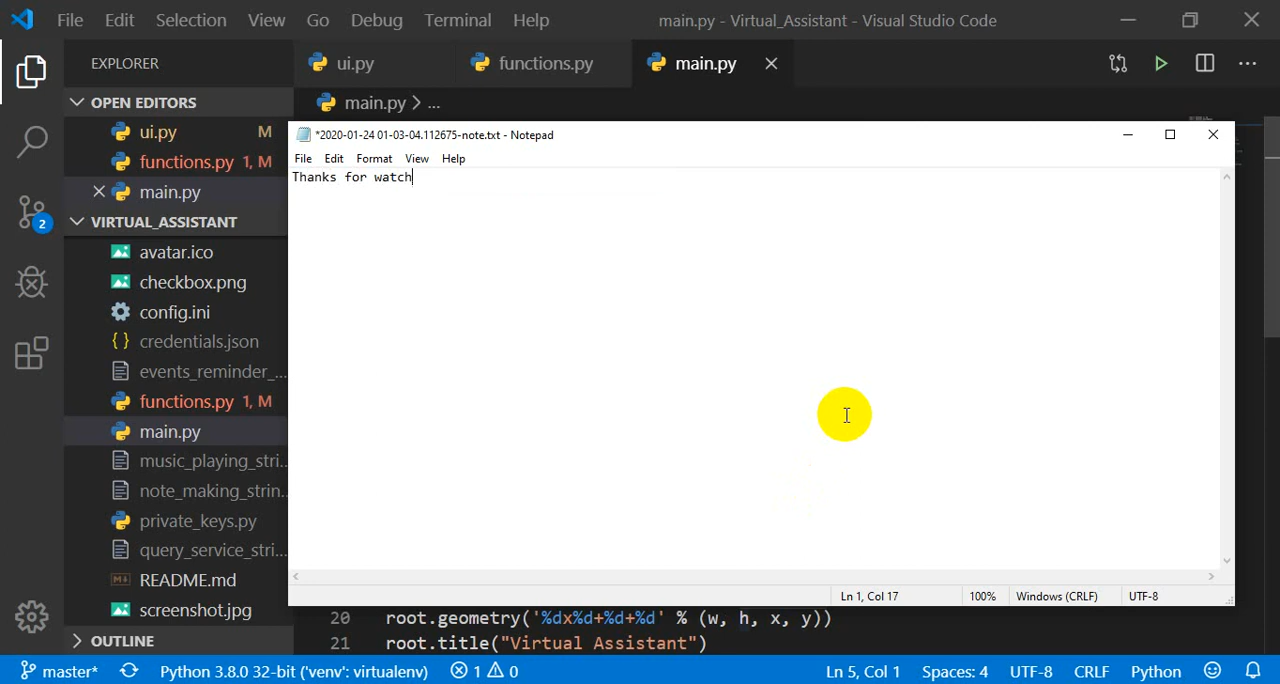 File Edit Selection View Go Debug Terminal Help main.py - Virtual_Assistant - Visual Studio Code
EXPLORER ui.py functions.py main.py
OPEN EDITORS main.py > ...
ui.py M
functions.py 1, M
main.py
VIRTUAL_ASSISTANT
avatar.ico
checkbox.png
config.ini
credentials.json
events_reminder_...
functions.py 1, M
main.py
music_playing_stri...
note_making_strin...
private_keys.py
query_service_stri...
README.md
screenshot.jpg
OUTLINE
*2020-01-24 01-03-04.112675-note.txt - Notepad
File Edit Format View Help
Thanks for watch
Ln 1, Col 17 100% Windows (CRLF) UTF-8
20 root.geometry('%dx%d+%d+%d' % (w, h, x, y))
21 root.title("Virtual Assistant")
2
master* Python 3.8.0 32-bit ('venv': virtualenv) 1 0 Ln 5, Col 1 Spaces: 4 UTF-8 CRLF Python